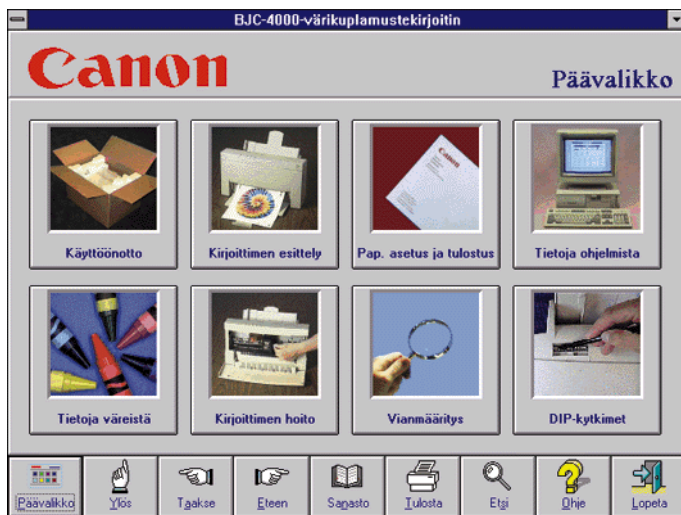 BJC-4000-värikuplamustekirjoitin
Canon
Päävalikko
Käyttöönotto
Kirjoittimen esittely
Pap. asetus ja tulostus
Tietoja ohjelmista
Canon
Tietoja väreistä
Kirjoittimen hoito
Vianmääritys
DIP-kytkimet
Päävalikko
Ylös
Taakse
Eteen
Sanasto
Tulosta
Etsi
Ohje
Lopeta